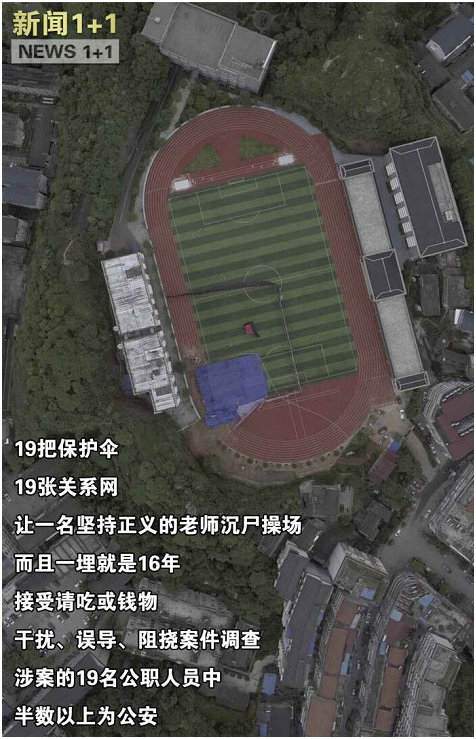 新闻1+1
NEWS 1+1
19把保护伞
19张关系网
让一名坚持正义的老师沉尸操场
而且一埋就是16年
接受请吃或钱物
干扰、误导、阻挠案件调查
涉案的19名公职人员中
半数以上为公安